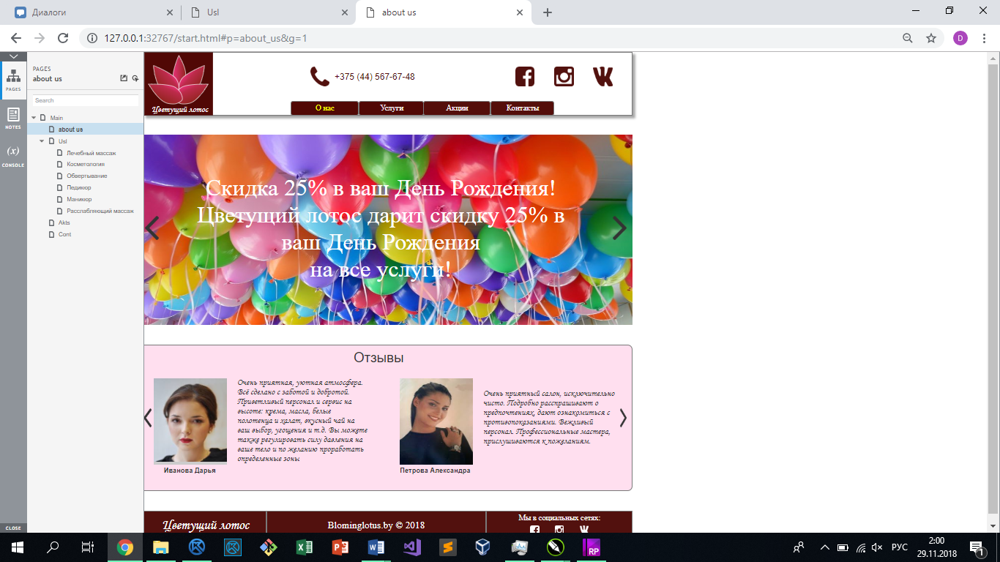 Диалоги
Usl
about us
127.0.0.1:32767/start.html#p=about_us&g=1
D
PAGES
about us
PAGES
Search
NOTES
(x)
CONSOLE
Main
about us
Usl
Лечебный массаж
Косметология
Обвертывание
Педикюр
Маникюр
Расслабляющий массаж
Akts
Cont
CLOSE
Цветущий лотос
+375 (44) 567-67-48
О нас
Услуги
Акции
Контакты
Скидка 25% в ваш День Рождения!
Цветущий лотос дарит скидку 25% в
ваш День Рождения
на все услуги!
Отзывы
Очень приятная, уютная атмосфера.
Всё сделано с заботой и добротой.
Приветливый персонал и сервис на
высоте: крема, масла, белые
полотенца и халат, вкусный чай на
ваш выбор, угощения и т.д. Вы можете
также регулировать силу давления на
ваше тело и по желанию проработать
определенные зоны
Иванова Дарья
Очень приятный салон, исключительно
чисто. Подробно расспрашивают о
предпочтениях, дают ознакомиться с
противопоказаниями. Вежливый
персонал. Профессиональные мастера,
прислушиваются к пожеланиям.
Петрова Александра
Цветущий лотос
Blominglotus.by © 2018
Мы в социальных сетях:
RP
РУС
2:00
29.11.2018
1